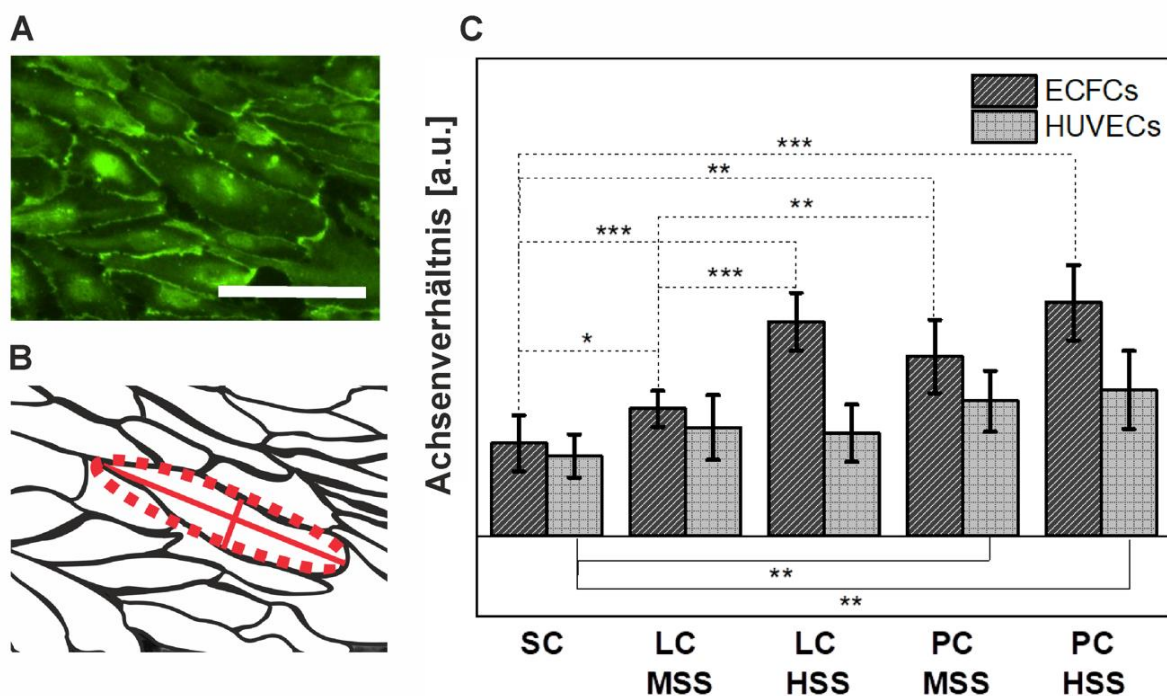 A
B
C
Achsenverhältnis [a.u.]
ECFCs
HUVECs
***
**
**
***
***
*
**
**
SC
LC
MSS
LC
HSS
PC
MSS
PC
HSS